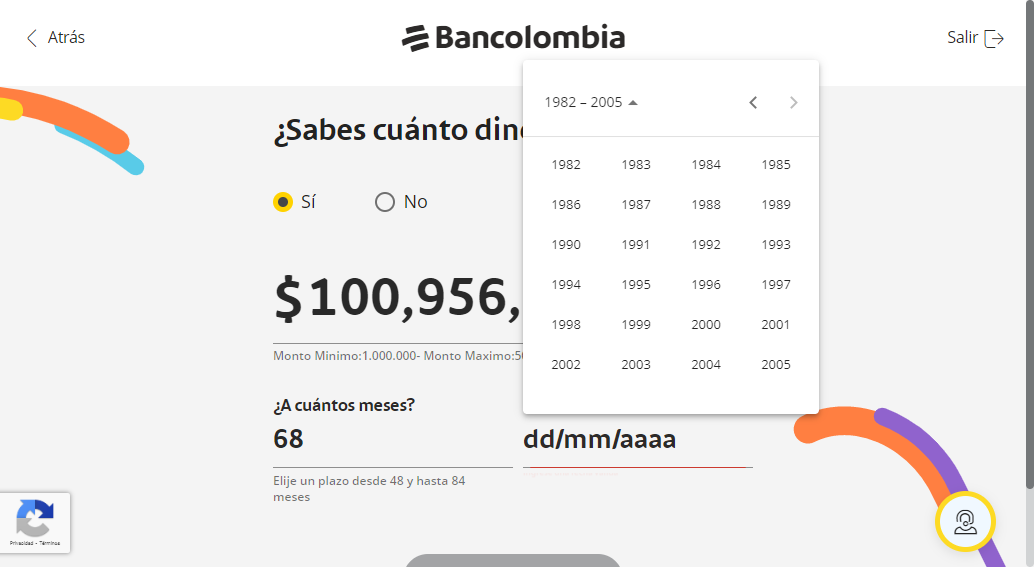 Atrás
Bancolombia
Salir
1982 – 2005
¿Sabes cuánto
Sí
No
1982 1983 1984 1985
1986 1987 1988 1989
1990 1991 1992 1993
1994 1995 1996 1997
1998 1999 2000 2001
2002 2003 2004 2005
$100,956,
Monto Minimo:1.000.000- Monto Maximo:
¿A cuántos meses?
68
dd/mm/aaaa
Elije un plazo desde 48 y hasta 84
meses
Privacidad - Términos